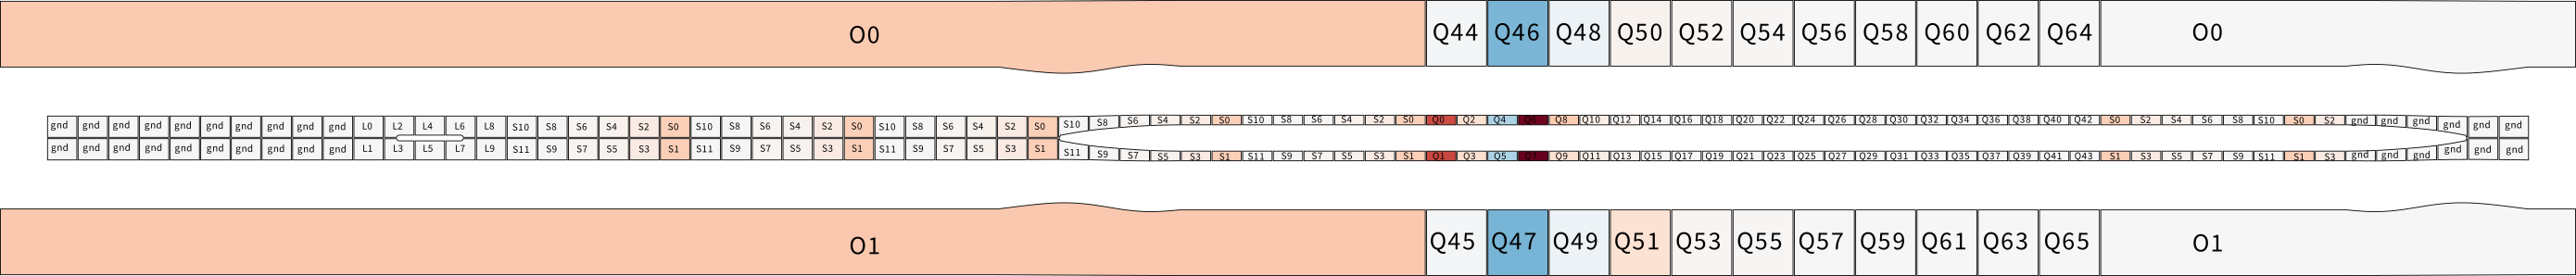 O0 Q44 Q46 Q48 Q50 Q52 Q54 Q56 Q58 Q60 Q62 Q64 O0
gnd gnd gnd gnd gnd gnd gnd gnd gnd gnd L0 L2 L4 L6 L8 S10 S8 S6 S4 S2 S0 S10 S8 S6 S4 S2 S0 S10 S8 S6 S4 S2 S0 S10 S8 S6 S4 S2 S0 S10 S8 S6 S4 S2 S0 Q0 Q2 Q4 Q6 Q8 Q10 Q12 Q14 Q16 Q18 Q20 Q22 Q24 Q26 Q28 Q30 Q32 Q34 Q36 Q38 Q40 Q42 S0 S2 S4 S6 S8 S10 S0 S2 gnd gnd gnd gnd gnd gnd
gnd gnd gnd gnd gnd gnd gnd gnd gnd gnd L1 L3 L5 L7 L9 S11 S9 S7 S5 S3 S1 S11 S9 S7 S5 S3 S1 S11 S9 S7 S5 S3 S1 S11 S9 S7 S5 S3 S1 S11 S9 S7 S5 S3 S1 Q1 Q3 Q5 Q7 Q9 Q11 Q13 Q15 Q17 Q19 Q21 Q23 Q25 Q27 Q29 Q31 Q33 Q35 Q37 Q39 Q41 Q43 S1 S3 S5 S7 S9 S11 S1 S3 gnd gnd gnd gnd gnd gnd
O1 Q45 Q47 Q49 Q51 Q53 Q55 Q57 Q59 Q61 Q63 Q65 O1